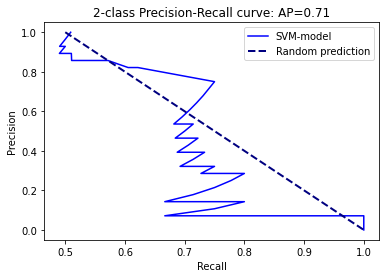 2-class Precision-Recall curve: AP=0.71
SVM-model
Random prediction
Precision
1.0
0.8
0.6
0.4
0.2
0.0
0.5
0.6
0.7
0.8
0.9
1.0
Recall